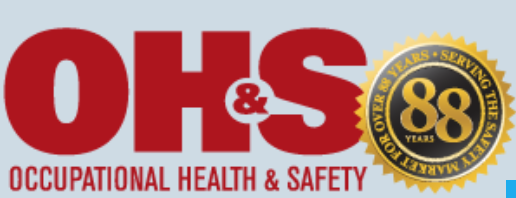 OH&S
OCCUPATIONAL HEALTH & SAFETY
FOR OVER 88 YEARS • SERVING THE SAFETY MARKET
88
YEARS